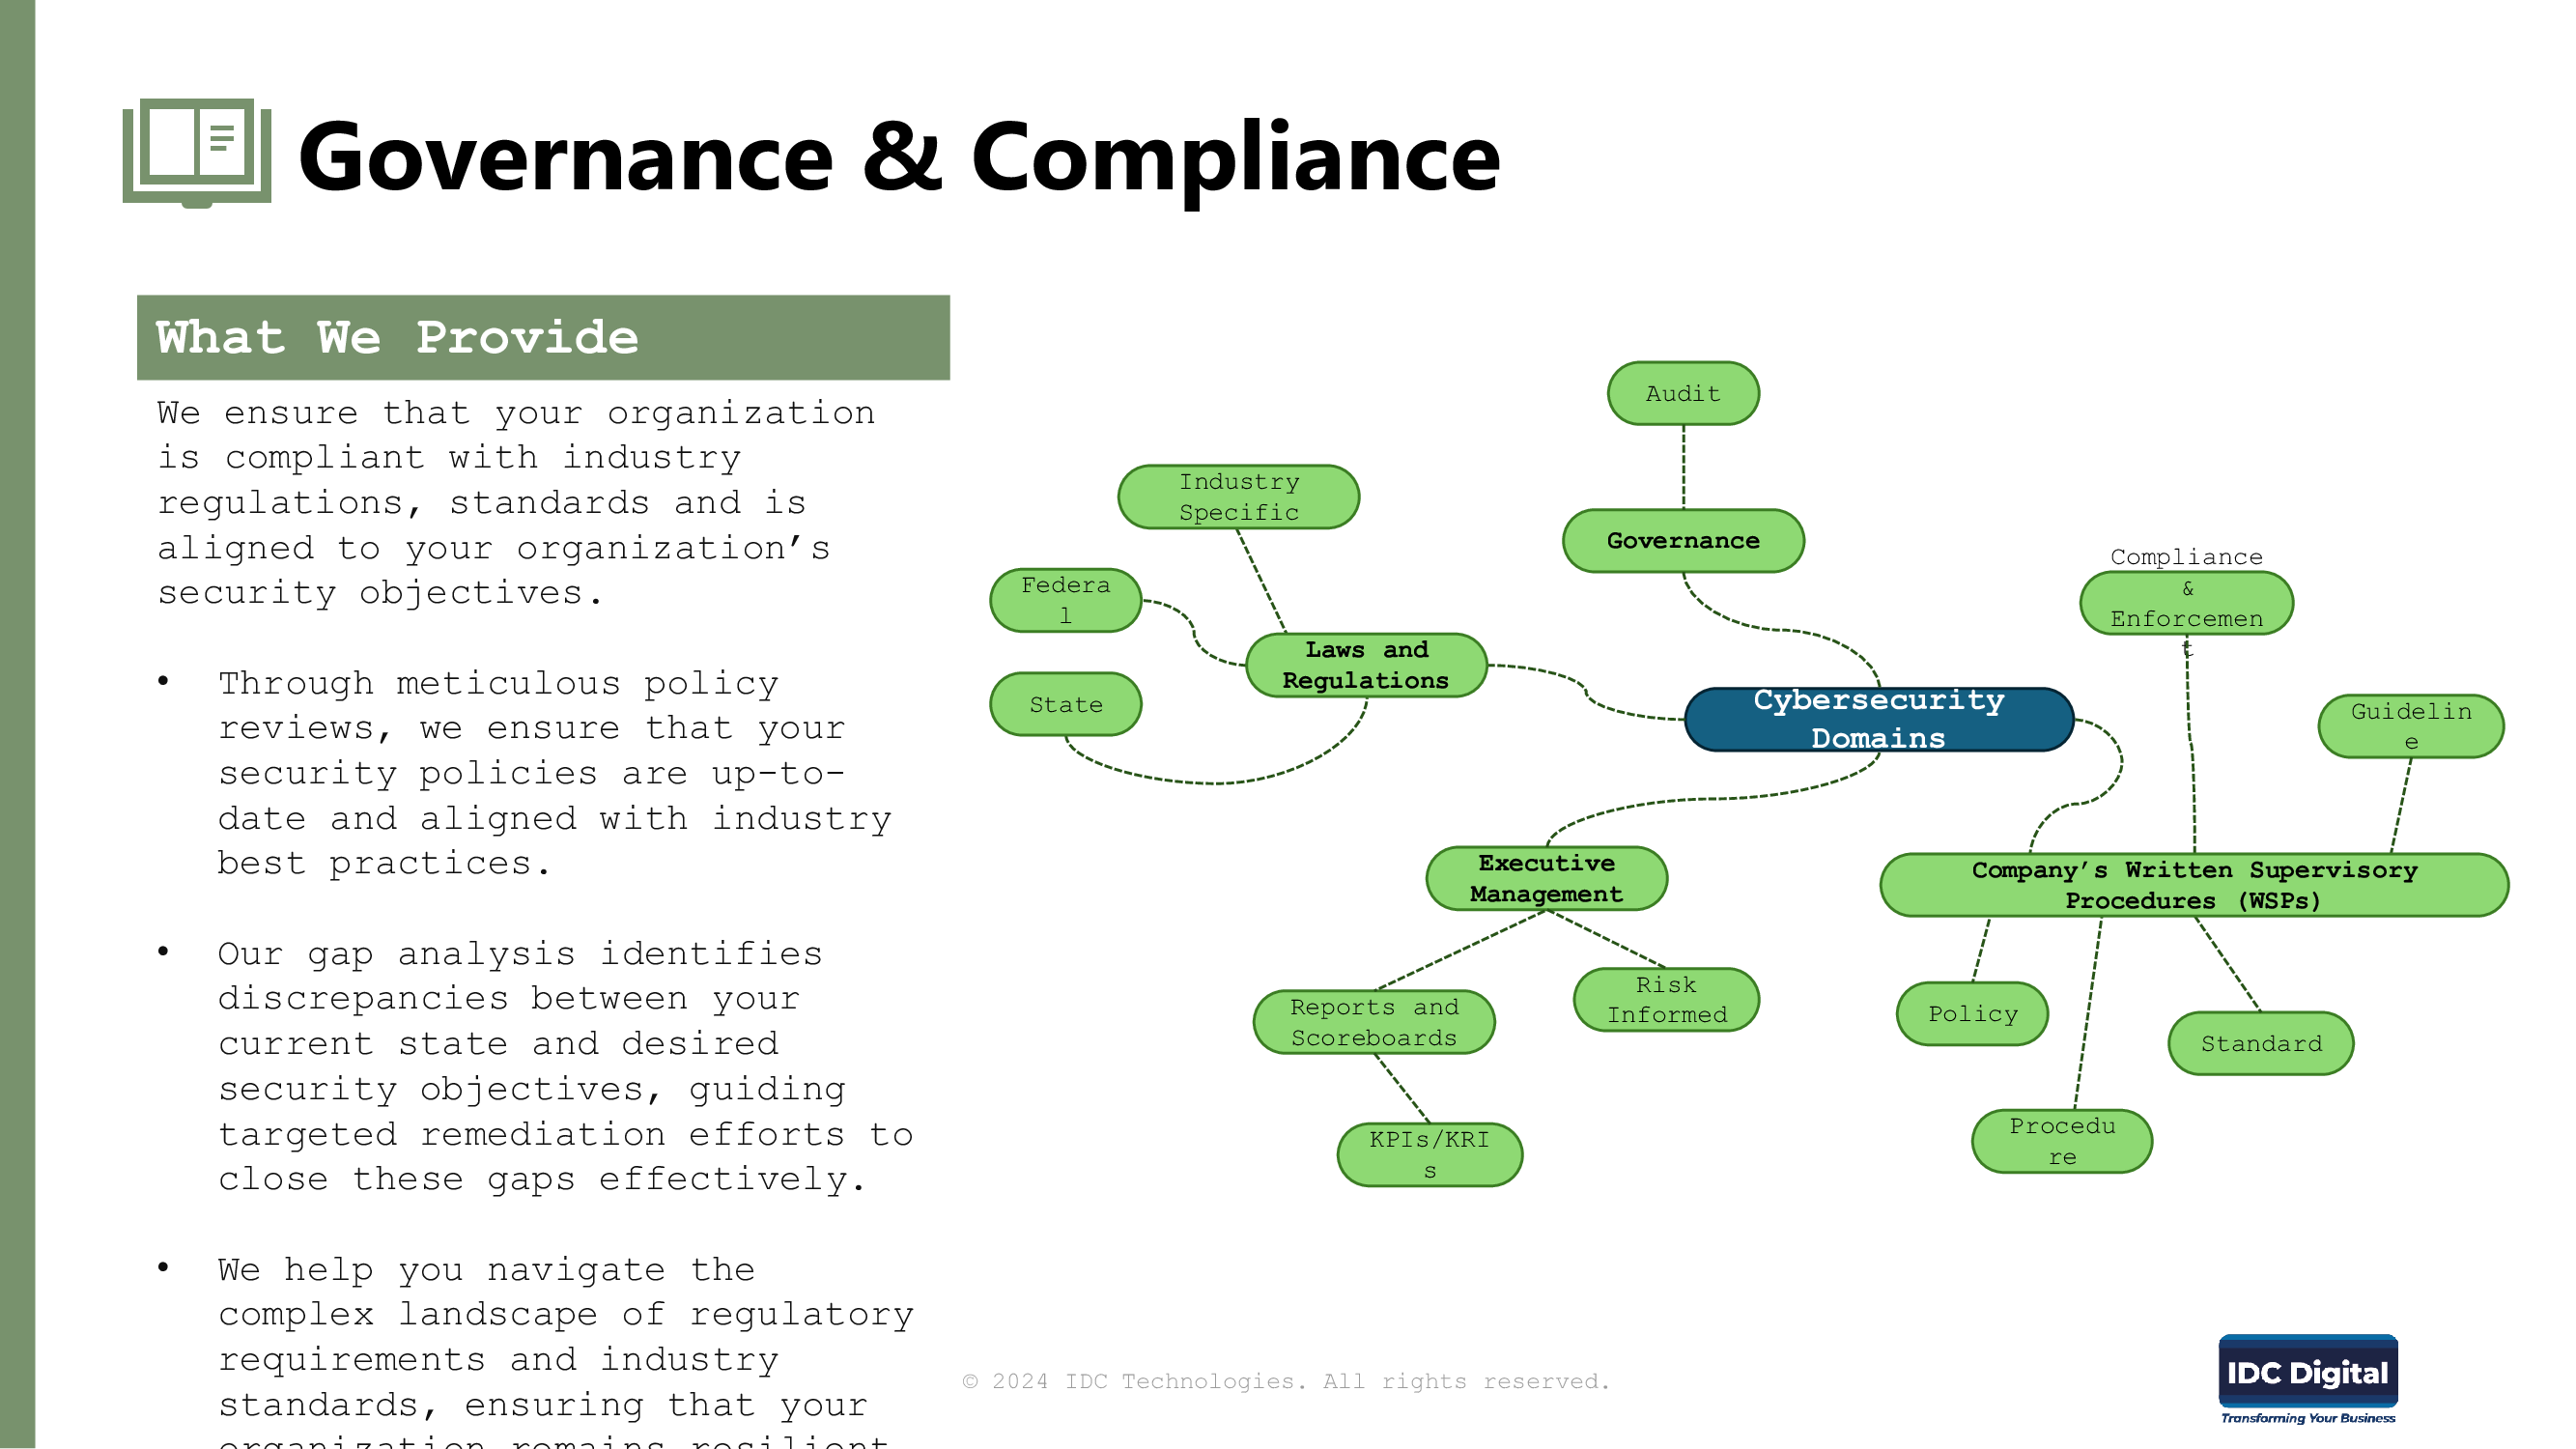 Governance & Compliance
What We Provide
We ensure that your organization
is compliant with industry
regulations, standards and is
aligned to your organization’s
security objectives.
• Through meticulous policy
reviews, we ensure that your
security policies are up-to-
date and aligned with industry
best practices.
• Our gap analysis identifies
discrepancies between your
current state and desired
security objectives, guiding
targeted remediation efforts to
close these gaps effectively.
• We help you navigate the
complex landscape of regulatory
requirements and industry
standards, ensuring that your
organization remains resilient
Audit
Industry
Specific
Governance
Federa
l
Laws and
Regulations
State
Cybersecurity
Domains
Compliance
&
Enforcemen
t
Guidelin
e
Executive
Management
Company’s Written Supervisory
Procedures (WSPs)
Reports and
Scoreboards
Risk
Informed
Policy
Standard
KPIs/KRI
s
Procedu
re
© 2024 IDC Technologies. All rights reserved.
IDC Digital
Transforming Your Business